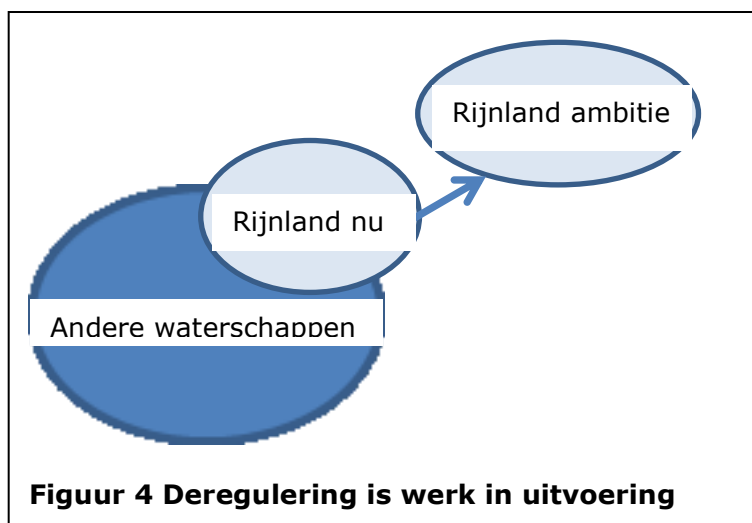 Rijnland ambitie
Rijnland nu
Andere waterschappen
Figuur 4 Deregulering is werk in uitvoering